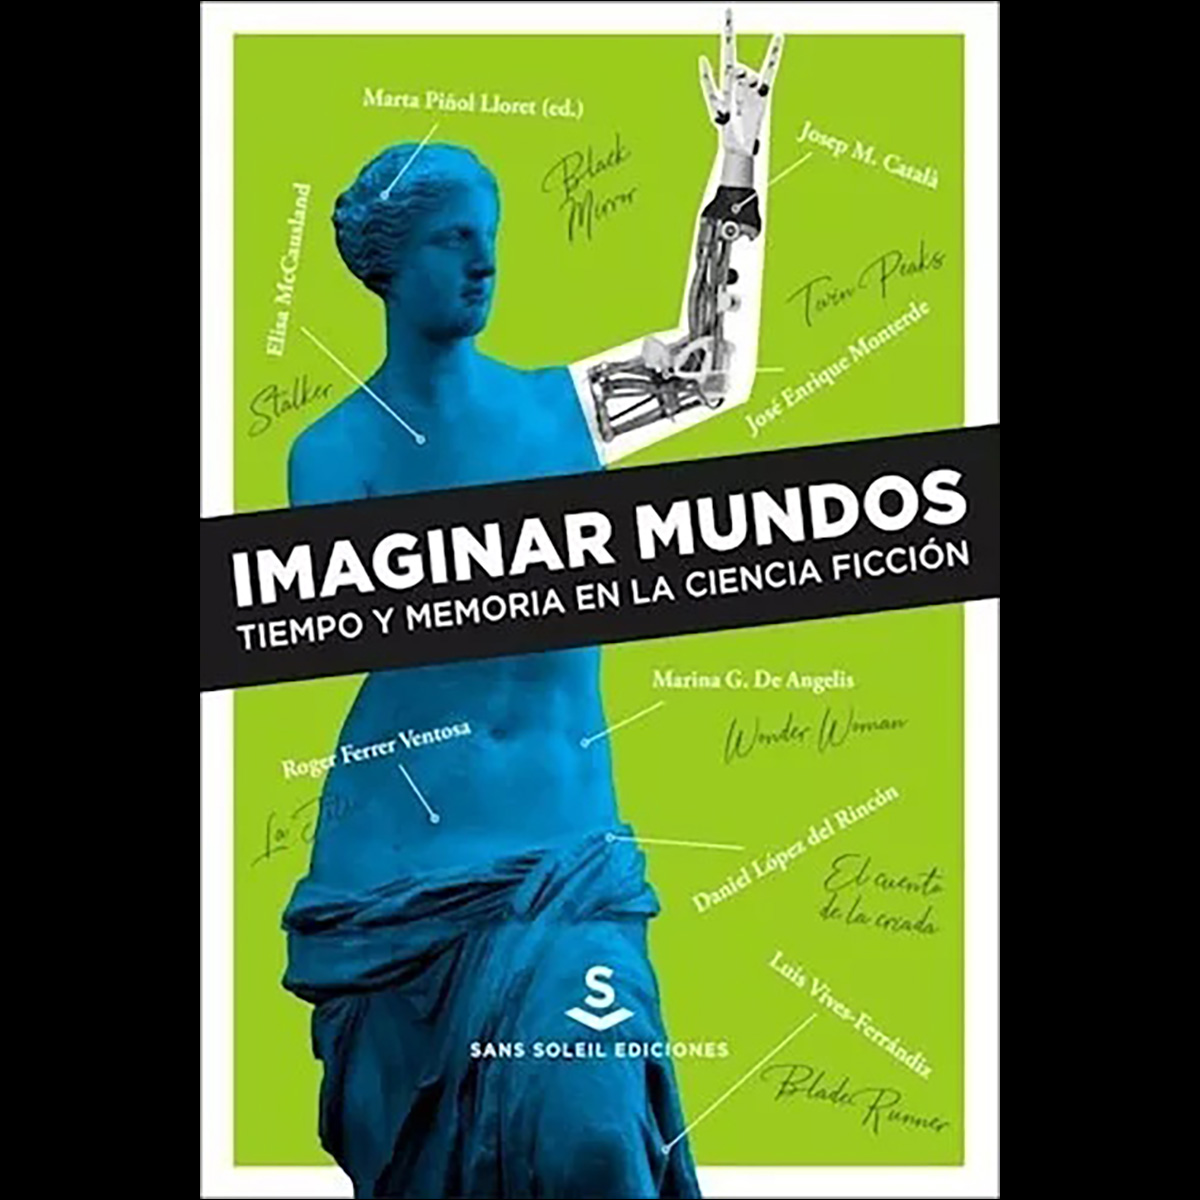 Marta Piñol Lloret (ed.)
Black
Mirror
Josep M. Català
Elisa McCausland
Twin Peaks
José Enrique Monterde
Stalker
IMAGINAR MUNDOS
TIEMPO Y MEMORIA EN LA CIENCIA FICCIÓN
Marina G. De Angelis
Wonder Woman
Roger Ferrer Ventosa
La
Daniel López del Rincón
El cuento
de la criada
Luis Vives-Ferrándiz
S
SANS SOLEIL EDICIONES
Blade Runner